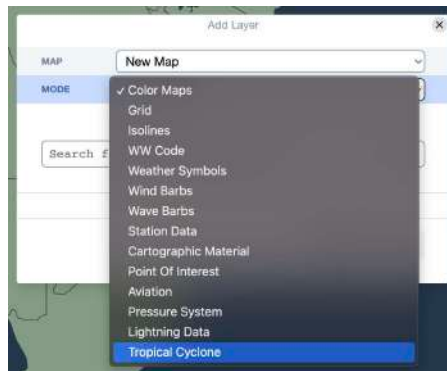 Add Layer
MAP
New Map
MODE
✓ Color Maps
Grid
Isolines
WW Code
Weather Symbols
Wind Barbs
Wave Barbs
Station Data
Cartographic Material
Point Of Interest
Aviation
Pressure System
Lightning Data
Tropical Cyclone
Search f